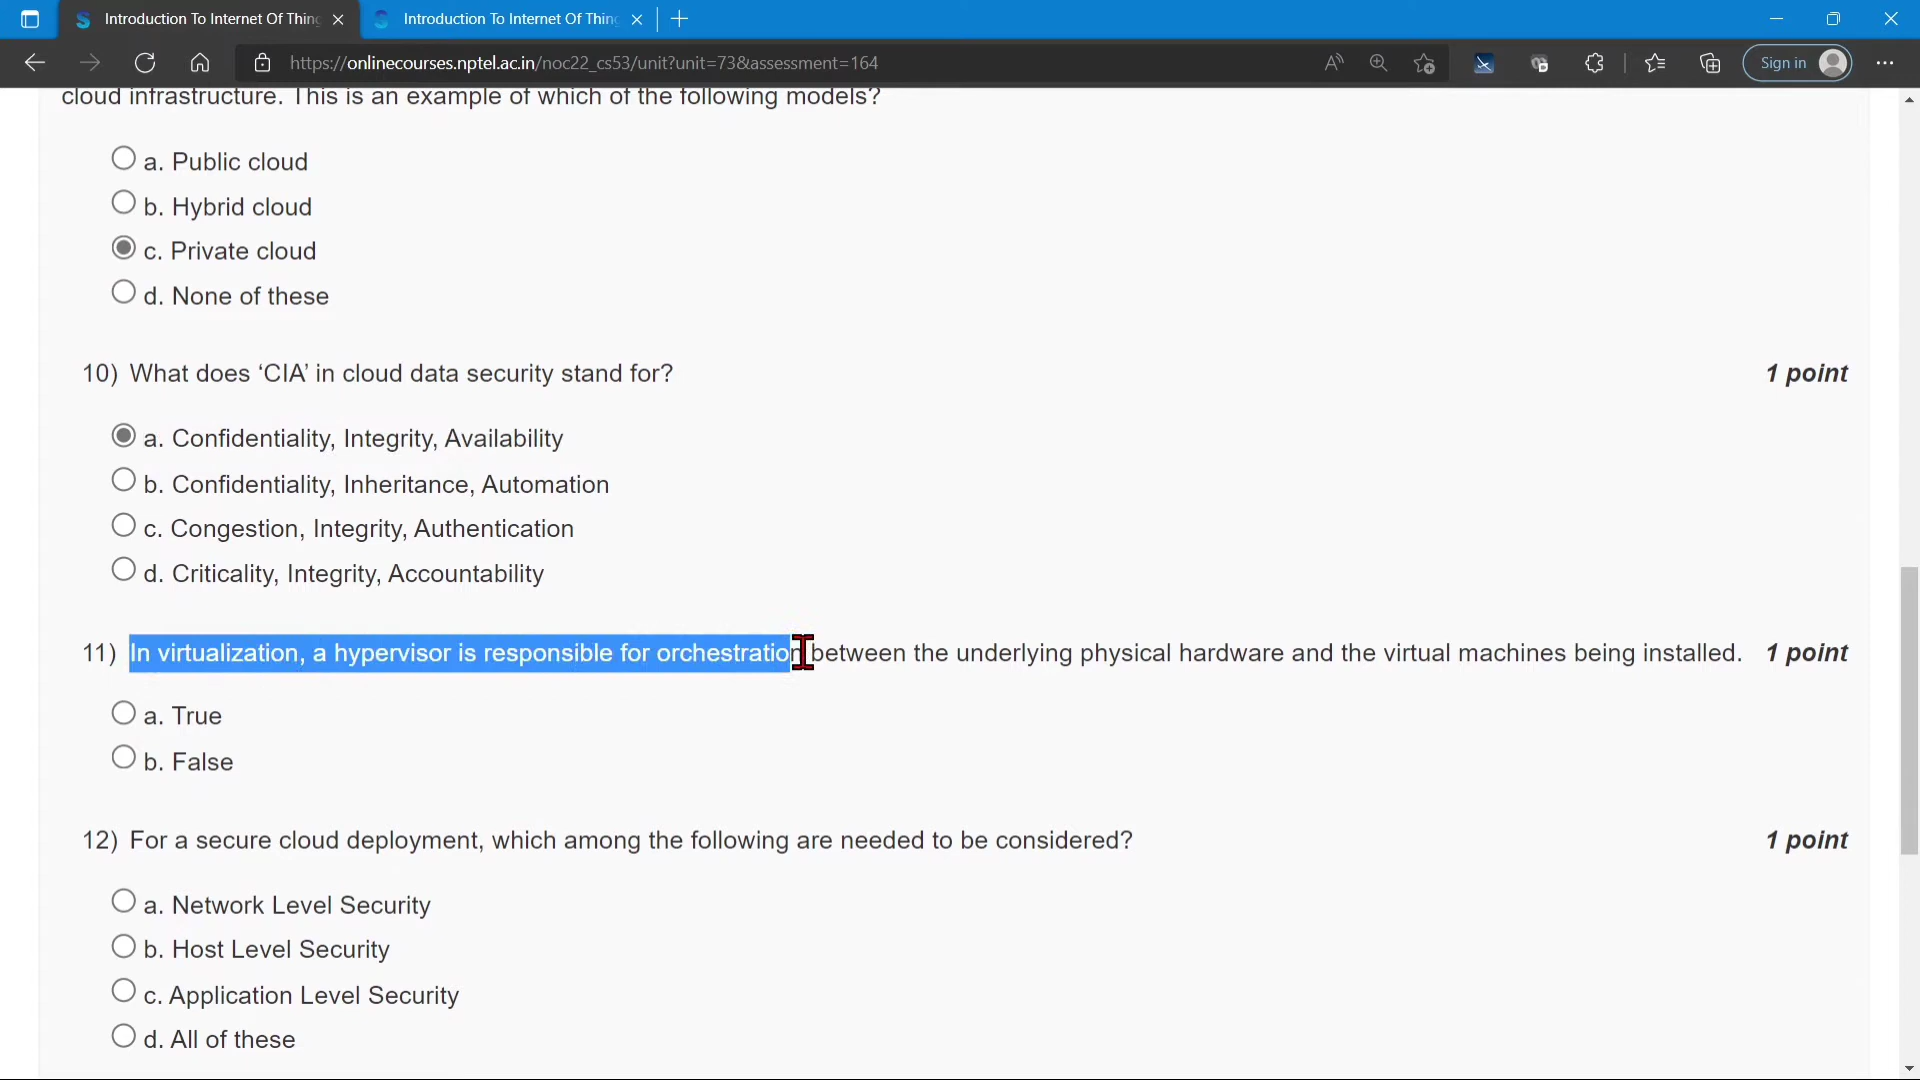 Introduction To Internet Of Thing
Introduction To Internet Of Thing
https://onlinecourses.nptel.ac.in/noc22_cs53/unit?unit=73&assessment=164
Sign in
cloud infrastructure. This is an example of which of the following models?
a. Public cloud
b. Hybrid cloud
c. Private cloud
d. None of these
10) What does ‘CIA’ in cloud data security stand for? 1 point
a. Confidentiality, Integrity, Availability
b. Confidentiality, Inheritance, Automation
c. Congestion, Integrity, Authentication
d. Criticality, Integrity, Accountability
11) In virtualization, a hypervisor is responsible for orchestration between the underlying physical hardware and the virtual machines being installed. 1 point
a. True
b. False
12) For a secure cloud deployment, which among the following are needed to be considered? 1 point
a. Network Level Security
b. Host Level Security
c. Application Level Security
d. All of these